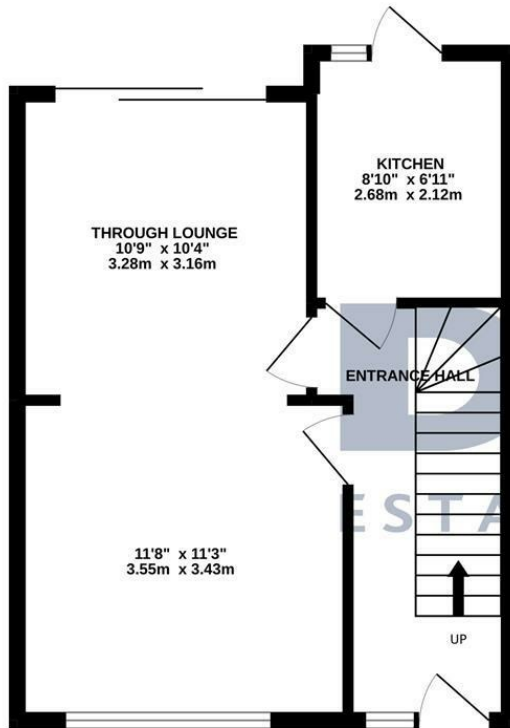 KITCHEN
8'10" x 6'11"
2.68m x 2.12m
THROUGH LOUNGE
10'9" x 10'4"
3.28m x 3.16m
ENTRANCE HALL
D
ESTA
11'8" x 11'3"
3.55m x 3.43m
UP